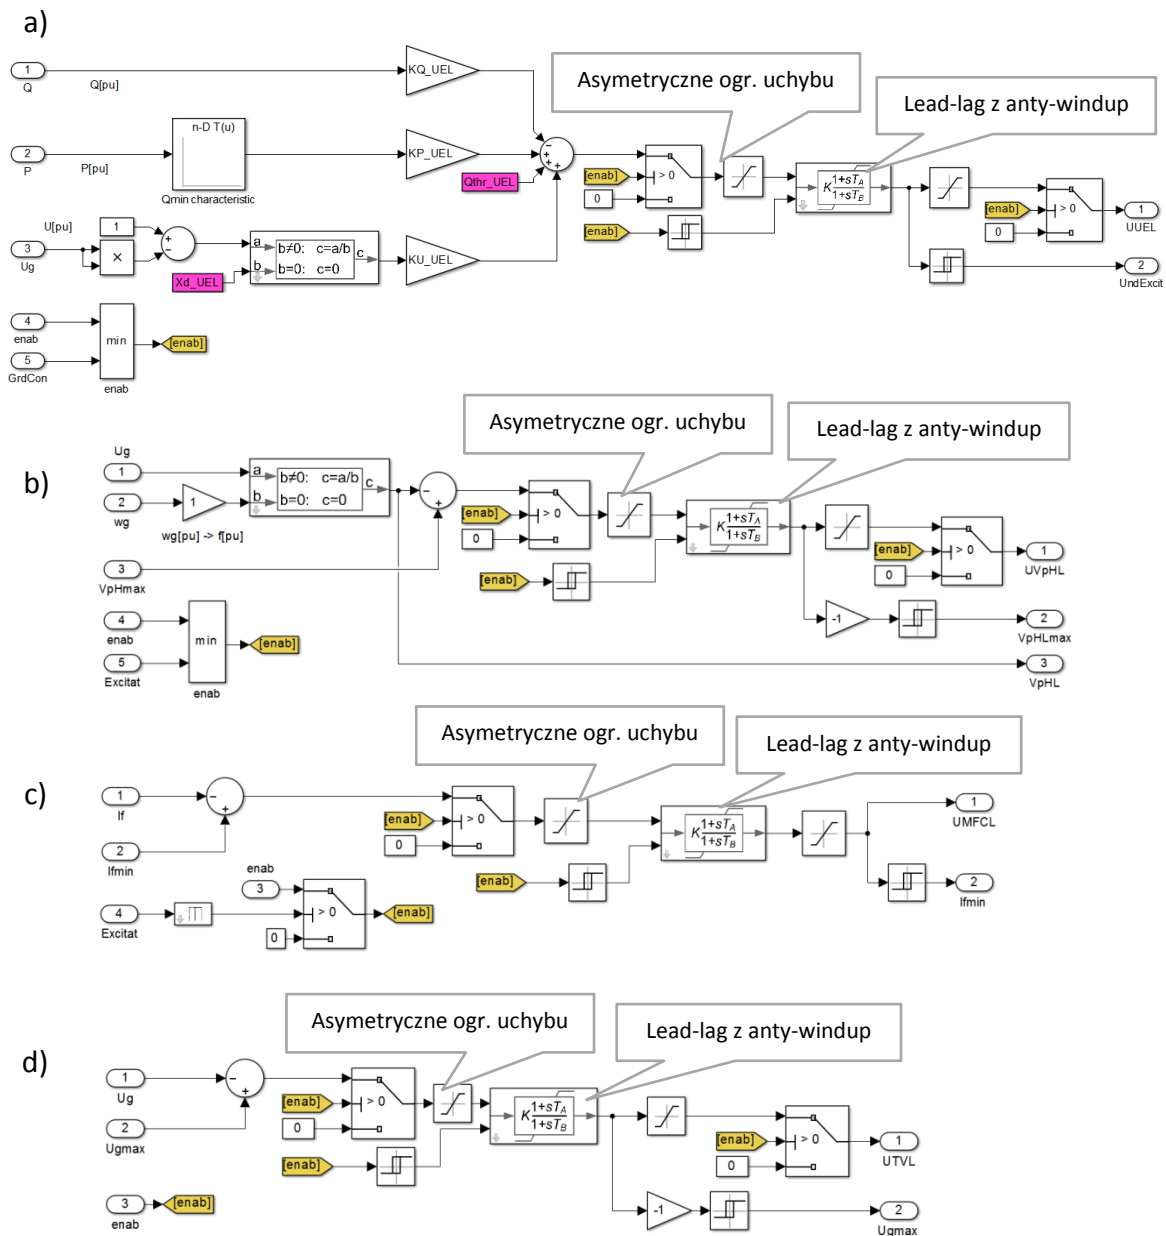 a)
1
Q
Q[pu]
KQ_UEL
Asymetryczne ogr. uchybu
Lead-lag z anty-windup
2
P
P[pu]
n-D T(u)
Qmin characteristic
KP_UEL
Qthr_UEL
[enab]
> 0
0
[enab]
K 1+sT_A
1+sT_B
[enab]
> 0
0
1
UUEL
2
UndExcit
U[pu]
1
3
Ug
×
Xd_UEL
a
b
b≠0: c=a/b
b=0: c=0
c
KU_UEL
4
enab
5
GrdCon
min
enab
[enab]
b)
Asymetryczne ogr. uchybu
Lead-lag z anty-windup
Ug
1
2
wg
1
wg[pu] -> f[pu]
a
b
b≠0: c=a/b
b=0: c=0
c
3
VpHmax
4
enab
5
Excitat
min
enab
[enab]
[enab]
> 0
0
[enab]
K 1+sT_A
1+sT_B
[enab]
> 0
0
1
UVpHL
-1
2
VpHLmax
3
VpHL
c)
Asymetryczne ogr. uchybu
Lead-lag z anty-windup
1
If
2
Ifmin
enab
3
4
Excitat
> 0
0
[enab]
[enab]
> 0
0
[enab]
K 1+sT_A
1+sT_B
1
UMFCL
2
Ifmin
d)
Asymetryczne ogr. uchybu
Lead-lag z anty-windup
1
Ug
2
Ugmax
3
enab
[enab]
[enab]
> 0
0
[enab]
K 1+sT_A
1+sT_B
[enab]
> 0
0
1
UTVL
-1
2
Ugmax